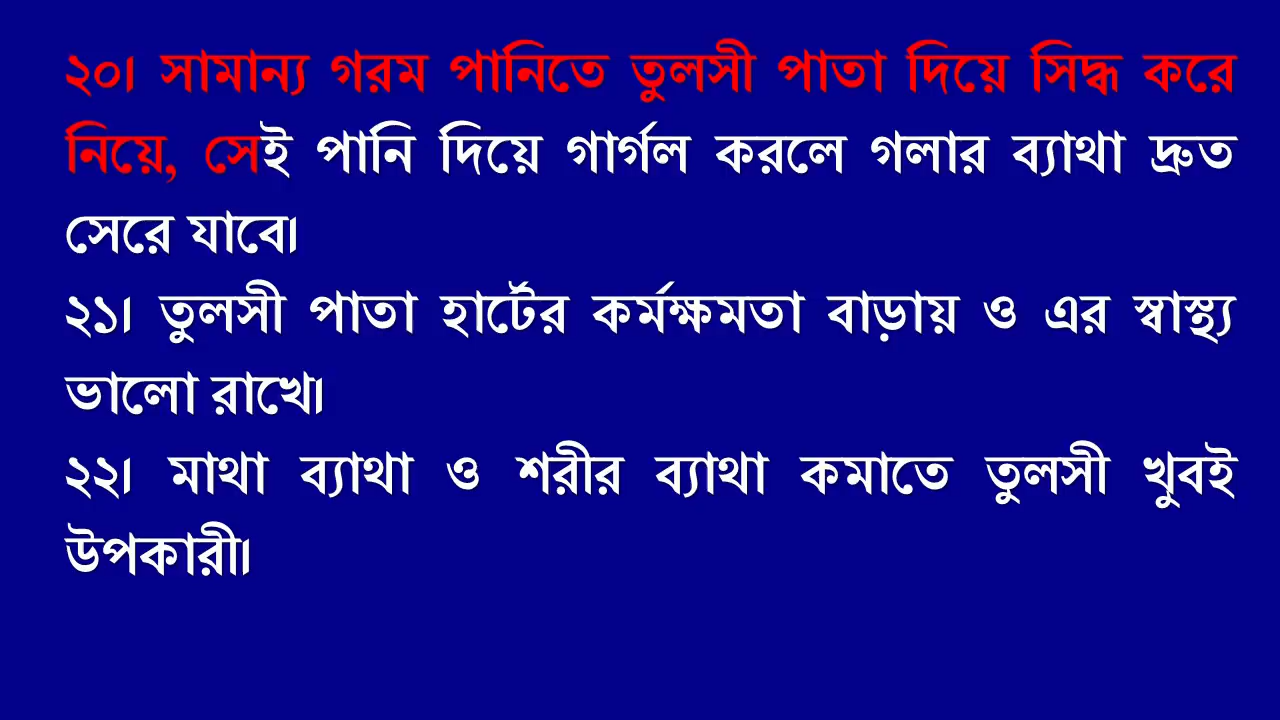 ২০। সামান্য গরম পানিতে তুলসী পাতা দিয়ে সিদ্ধ করে
নিয়ে, সেই পানি দিয়ে গার্গল করলে গলার ব্যাথা দ্রুত
সেরে যাবে।
২১। তুলসী পাতা হার্টের কর্মক্ষমতা বাড়ায় ও এর স্বাস্থ্য
ভালো রাখে।
২২। মাথা ব্যাথা ও শরীর ব্যাথা কমাতে তুলসী খুবই
উপকারী।